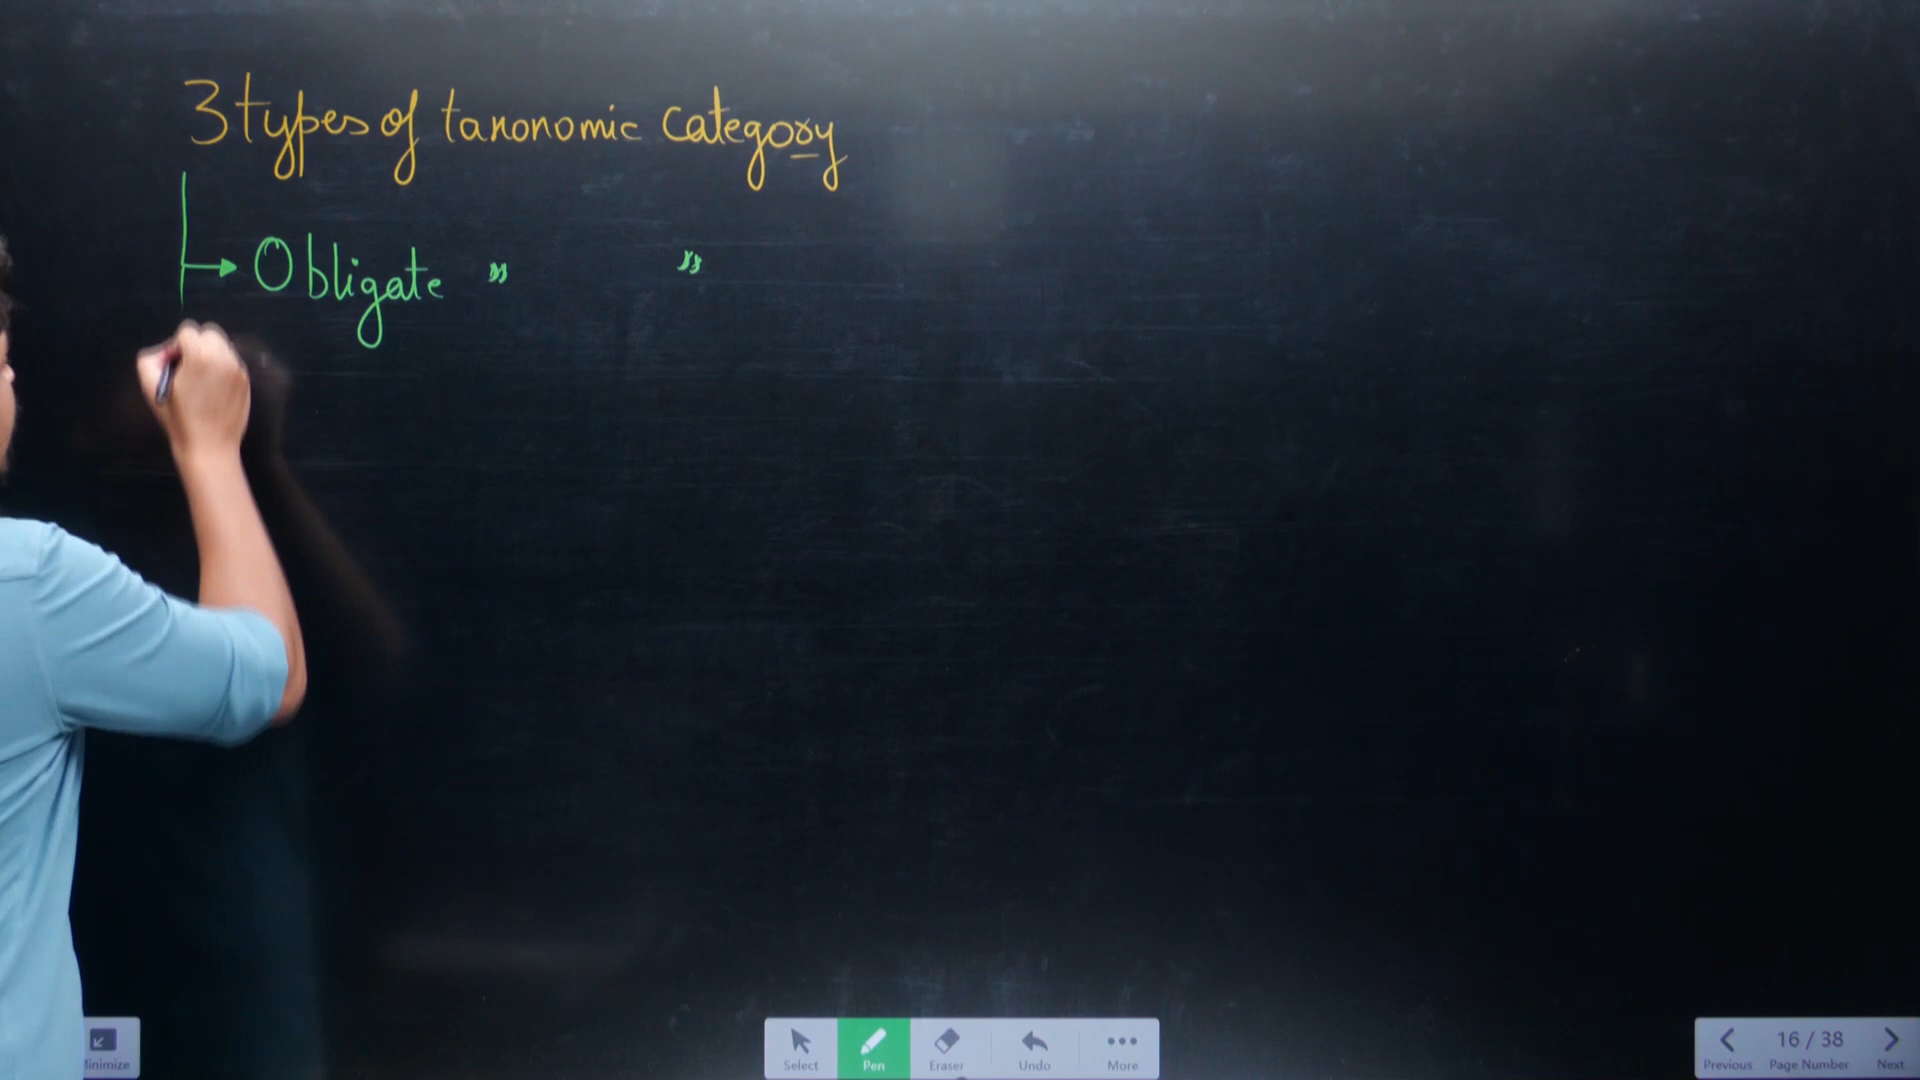 3 types of taxonomic category
Obligate " "
Minimize
Select Pen Eraser Undo More
Previous 16 / 38 Page Number Next